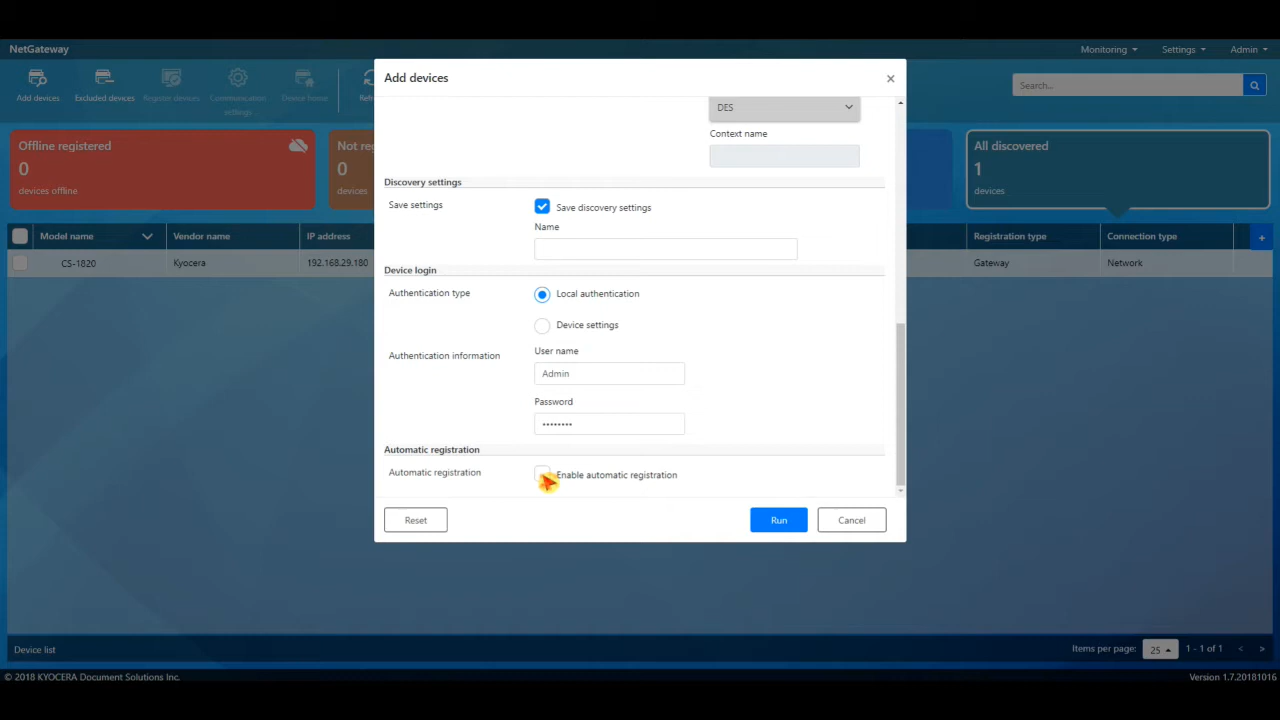 NetGateway
Monitoring
Settings
Admin
Add devices
Excluded devices
Register devices
Communication settings
Device home
Search...
Offline registered
0
devices offline
0
devices
All discovered
1
devices
Model name
Vendor name
IP address
Registration type
Connection type
+
CS-1820
Kyocera
192.168.29.180
Gateway
Network
Add devices
×
DES
Context name
Discovery settings
Save settings
Save discovery settings
Name
Device login
Authentication type
Local authentication
Device settings
Authentication information
User name
Admin
Password
••••••••
Automatic registration
Automatic registration
Enable automatic registration
Reset
Run
Cancel
Device list
Items per page:
25
1 - 1 of 1
<
>
© 2018 KYOCERA Document Solutions Inc.
Version 1.7.20181016